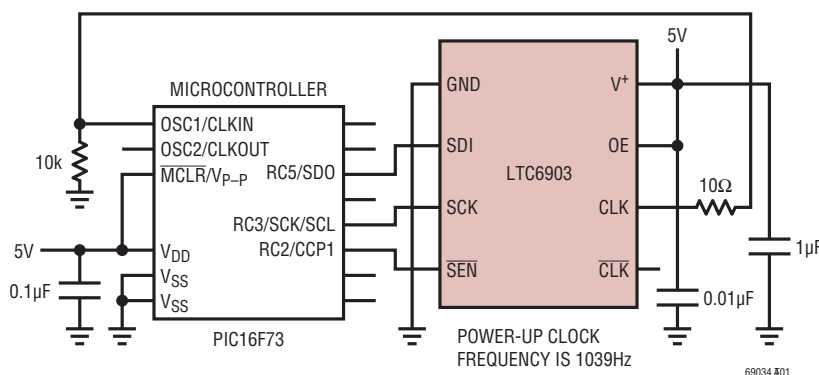 5V
MICROCONTROLLER
GND
V+
OSC1/CLKIN
OSC2/CLKOUT
SDI
OE
10k
MCLR/VP–P
RC5/SDO
LTC6903
10Ω
SCK
CLK
RC3/SCK/SCL
5V
VDD
RC2/CCP1
1µF
VSS
SEN
CLK
0.1µF
VSS
0.01µF
PIC16F73
POWER-UP CLOCK
FREQUENCY IS 1039Hz